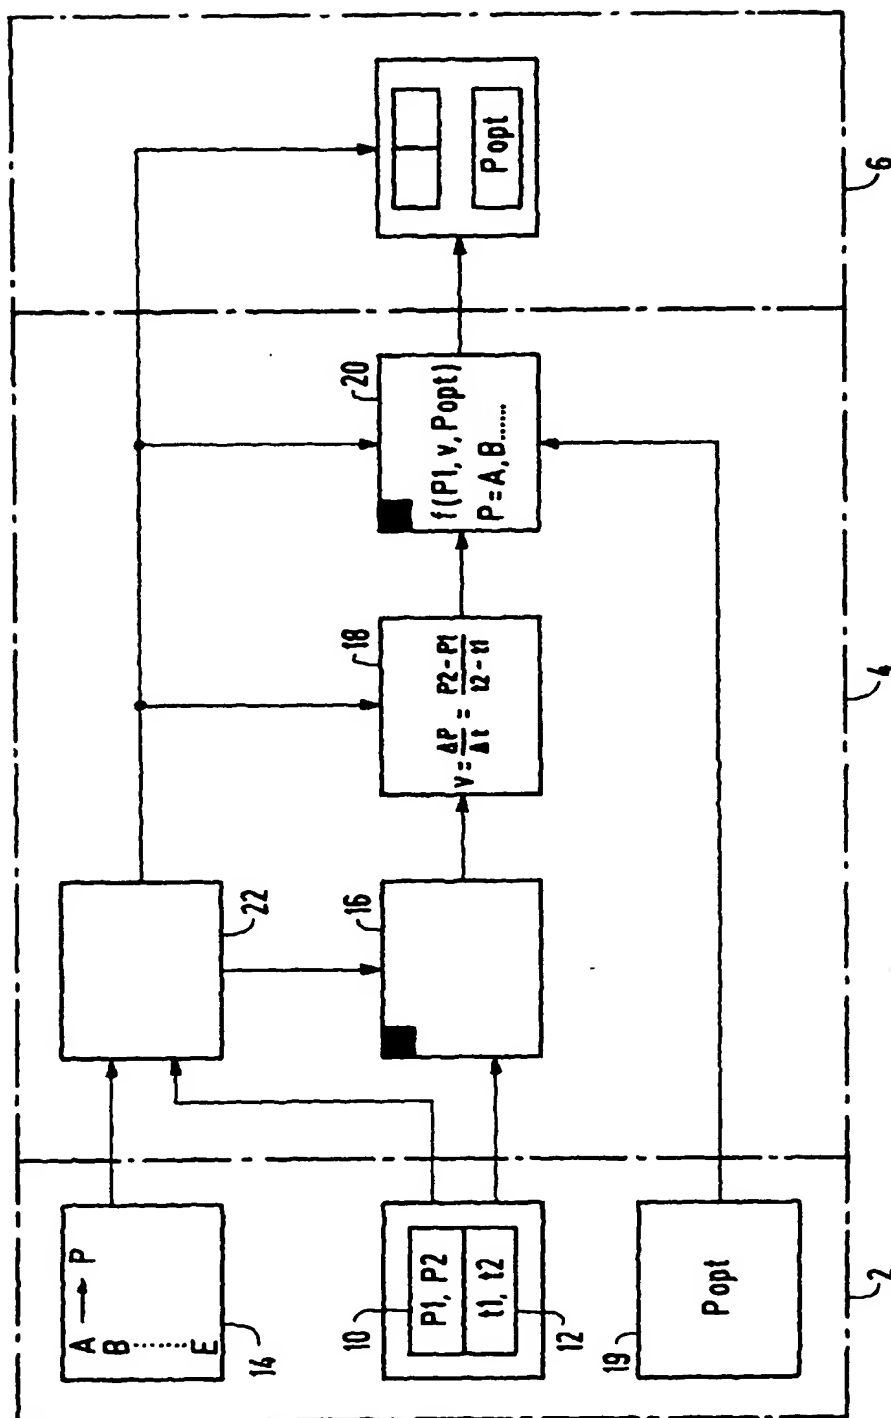 A → P
B ........ E
14
10
P1, P2
t1, t2
12
19
Popt
2
22
16
18
V = ΔP/Δt = P2-P1/t2-t1
20
f(P1, v, Popt)
P = A, B......
4
Popt
6